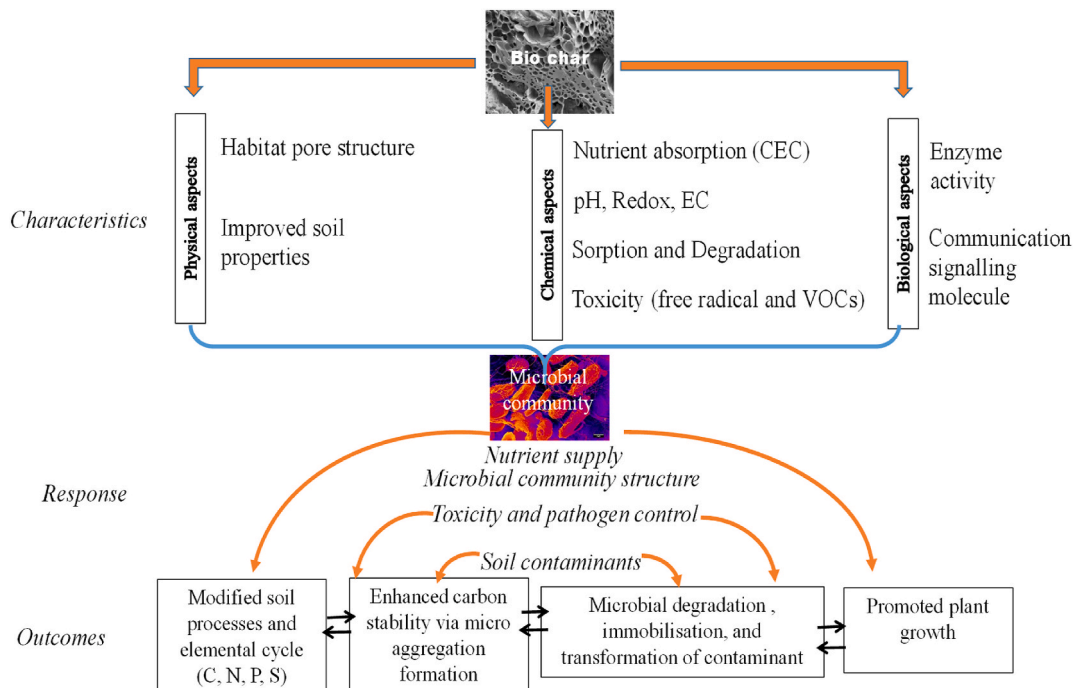 Bio char
Physical aspects
Habitat pore structure
Improved soil
properties
Chemical aspects
Nutrient absorption (CEC)
pH, Redox, EC
Sorption and Degradation
Toxicity (free radical and VOCs)
Biological aspects
Enzyme
activity
Communication
signalling
molecule
Characteristics
Microbial
community
Nutrient supply
Microbial community structure
Response
Toxicity and pathogen control
Soil contaminants
Outcomes
Modified soil
processes and
elemental cycle
(C, N, P, S)
Enhanced carbon
stability via micro
aggregation
formation
Microbial degradation ,
immobilisation, and
transformation of contaminant
Promoted plant
growth